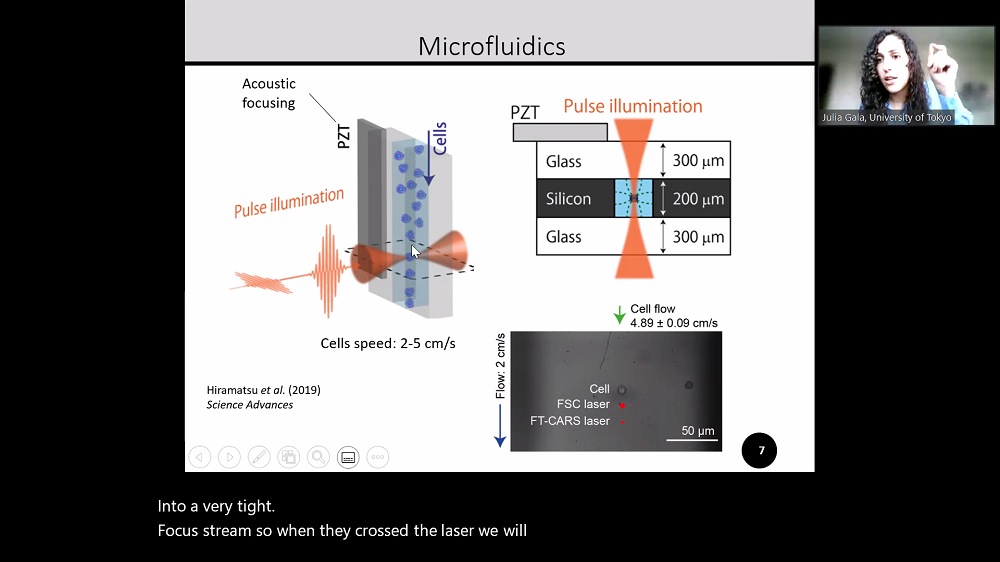 Microfluidics
Acoustic
focusing
PZT
Cells
Pulse illumination
Cells speed: 2-5 cm/s
Hiramatsu et al. (2019)
Science Advances
PZT
Pulse illumination
Glass
300 μm
Silicon
200 μm
Glass
300 μm
Cell flow
4.89 ± 0.09 cm/s
Flow: 2 cm/s
Cell
FSC laser
FT-CARS laser
50 μm
7
Julia Gala, University of Tokyo
Into a very tight.
Focus stream so when they crossed the laser we will